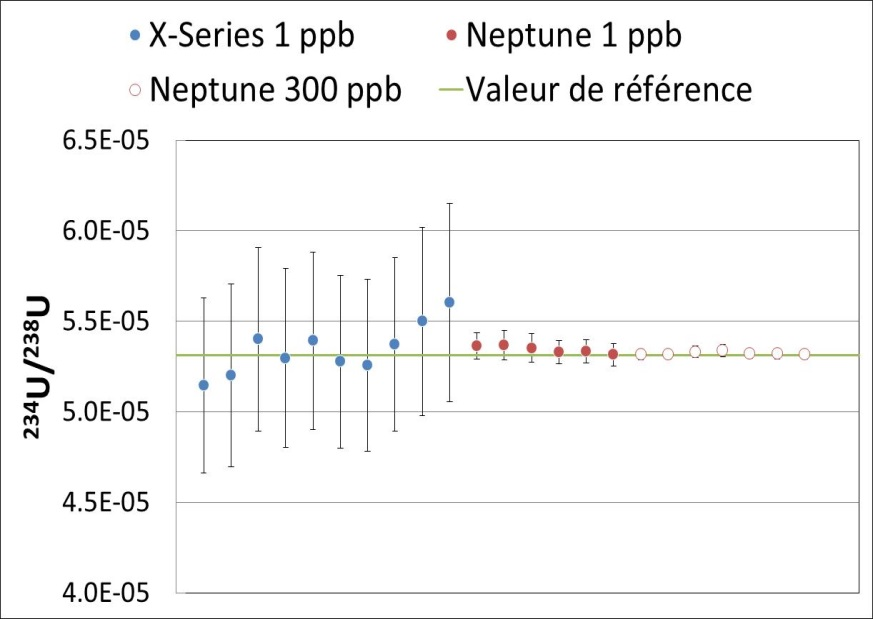 X-Series 1 ppb Neptune 1 ppb
Neptune 300 ppb Valeur de référence
6.5E-05
6.0E-05
5.5E-05
5.0E-05
4.5E-05
4.0E-05
²³⁴U/²³⁸U